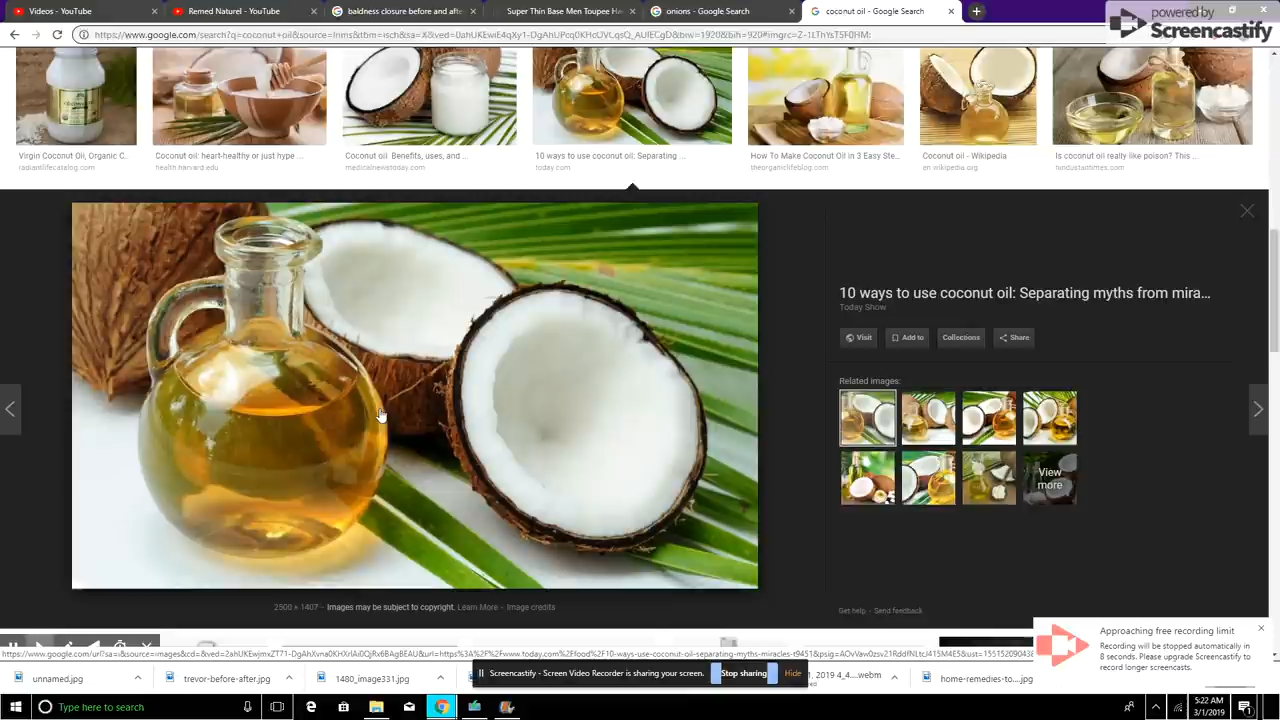 Videos - YouTube
Remed Naturel - YouTube
baldness closure before and afte
Super Thin Base Men Toupee Ha
onions - Google Search
coconut oil - Google Search
powered by
Screencastify
Virgin Coconut Oil, Organic C..
Coconut oil: heart-healthy or just hype ...
Coconut oil: Benefits, uses, and ...
10 ways to use coconut oil: Separating ...
How To Make Coconut Oil in 3 Easy Ste...
Coconut oil - Wikipedia
Is coconut oil really like poison? This ...
radiantlifecatalog.com
health.harvard.edu
medicalnewstoday.com
today.com
theorganiclifeblog.com
en.wikipedia.org
hindustantimes.com
10 ways to use coconut oil: Separating myths from mira...
Today Show
Visit
Add to
Collections
Share
Related images:
View
more
2500 × 1407 - Images may be subject to copyright. Learn More - Image credits
Get help - Send feedback
Approaching free recording limit
Recording will be stopped automatically in
8 seconds. Please upgrade Screencastify to
record longer screencasts.
Screencastify - Screen Video Recorder is sharing your screen.
Stop sharing
Hide
unnamed.jpg
trevor-before-after.jpg
1480_image331.jpg
1, 2019 4_4....webm
home-remedies-to....jpg
Type here to search
5:22 AM
3/1/2019